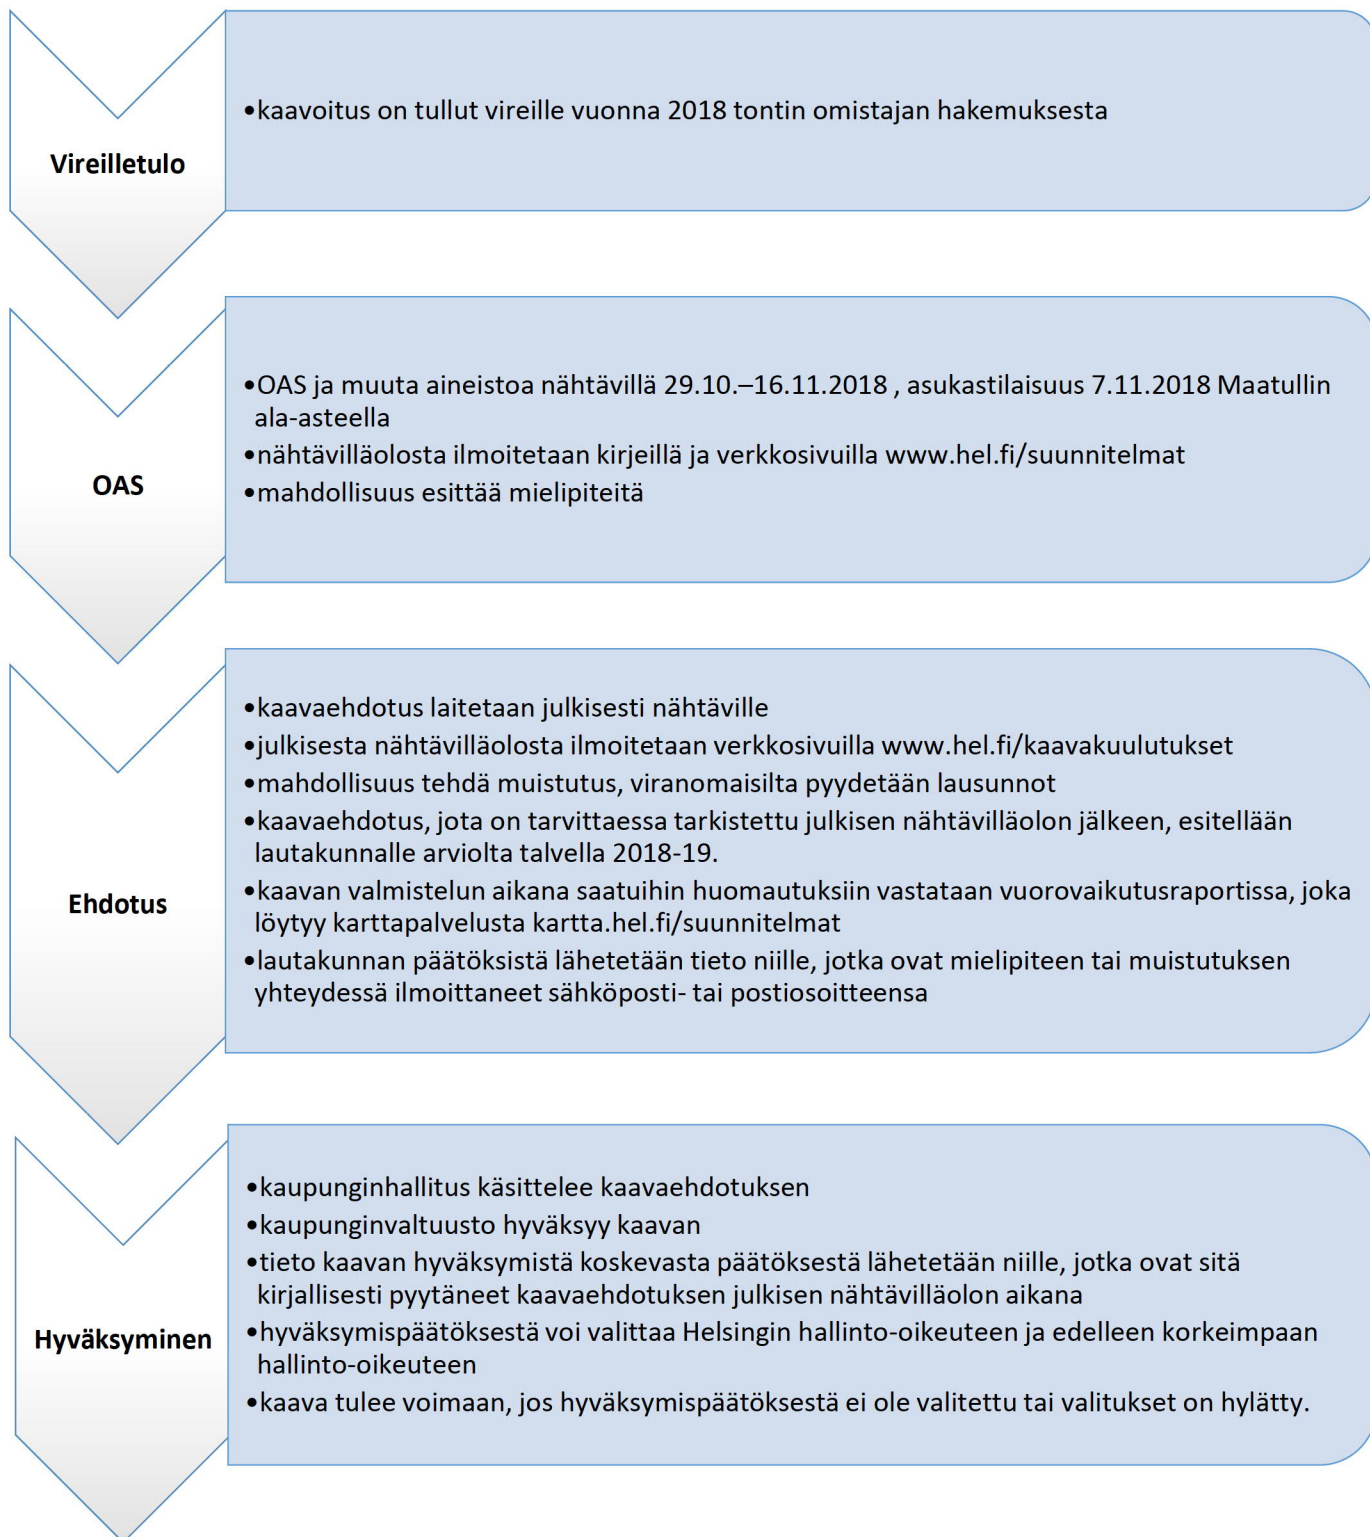 Vireilletulo
•kaavoitus on tullut vireille vuonna 2018 tontin omistajan hakemuksesta
OAS
•OAS ja muuta aineistoa nähtävillä 29.10.–16.11.2018 , asukastilaisuus 7.11.2018 Maatullin
ala-asteella
•nähtävilläolosta ilmoitetaan kirjeillä ja verkkosivuilla www.hel.fi/suunnitelmat
•mahdollisuus esittää mielipiteitä
Ehdotus
•kaavaehdotus laitetaan julkisesti nähtäville
•julkisesta nähtävilläolosta ilmoitetaan verkkosivuilla www.hel.fi/kaavakuulutukset
•mahdollisuus tehdä muistutus, viranomaisilta pyydetään lausunnot
•kaavaehdotus, jota on tarvittaessa tarkistettu julkisen nähtävilläolon jälkeen, esitellään
lautakunnalle arviolta talvella 2018-19.
•kaavan valmistelun aikana saatuihin huomautuksiin vastataan vuorovaikutusraportissa, joka
löytyy karttapalvelusta kartta.hel.fi/suunnitelmat
•lautakunnan päätöksistä lähetetään tieto niille, jotka ovat mielipiteen tai muistutuksen
yhteydessä ilmoittaneet sähköposti- tai postiosoitteensa
Hyväksyminen
•kaupunginhallitus käsittelee kaavaehdotuksen
•kaupunginvaltuusto hyväksyy kaavan
•tieto kaavan hyväksymistä koskevasta päätöksestä lähetetään niille, jotka ovat sitä
kirjallisesti pyytäneet kaavaehdotuksen julkisen nähtävilläolon aikana
•hyväksymispäätöksestä voi valittaa Helsingin hallinto-oikeuteen ja edelleen korkeimpaan
hallinto-oikeuteen
•kaava tulee voimaan, jos hyväksymispäätöksestä ei ole valitettu tai valitukset on hylätty.